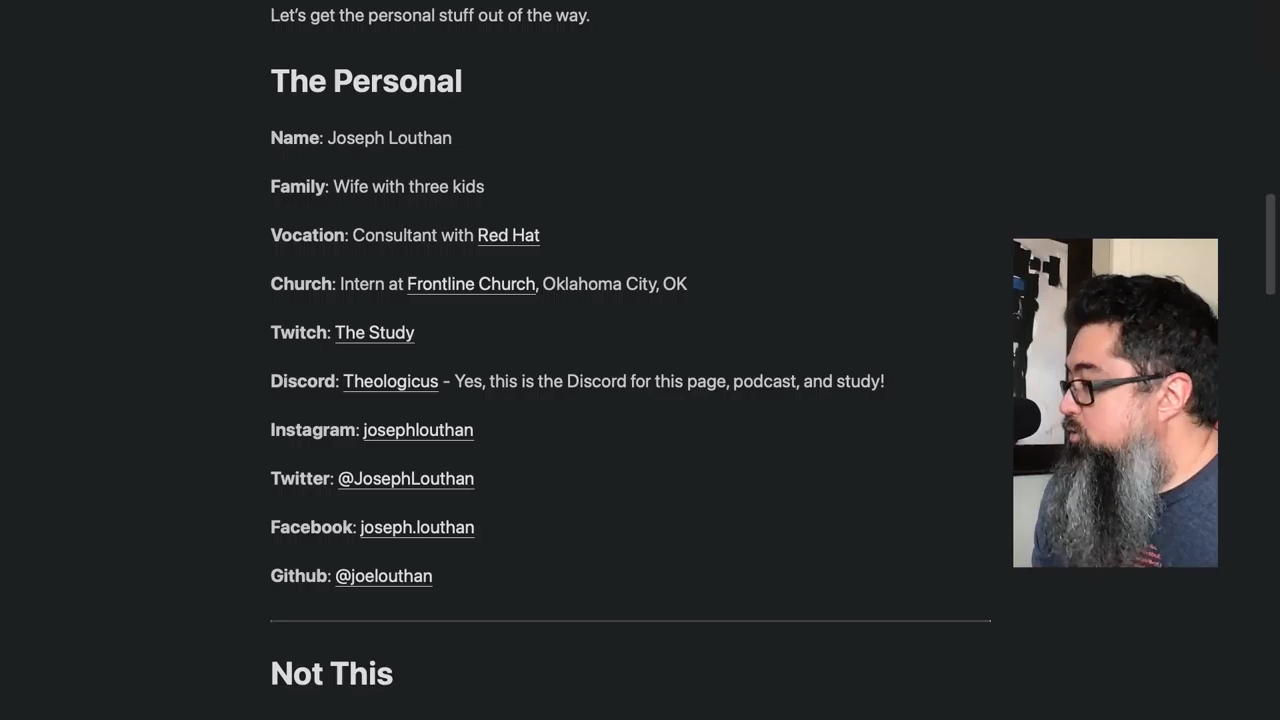 Let’s get the personal stuff out of the way.
The Personal
Name: Joseph Louthan
Family: Wife with three kids
Vocation: Consultant with Red Hat
Church: Intern at Frontline Church, Oklahoma City, OK
Twitch: The Study
Discord: Theologicus - Yes, this is the Discord for this page, podcast, and study!
Instagram: josephlouthan
Twitter: @JosephLouthan
Facebook: joseph.louthan
Github: @joelouthan
Not This